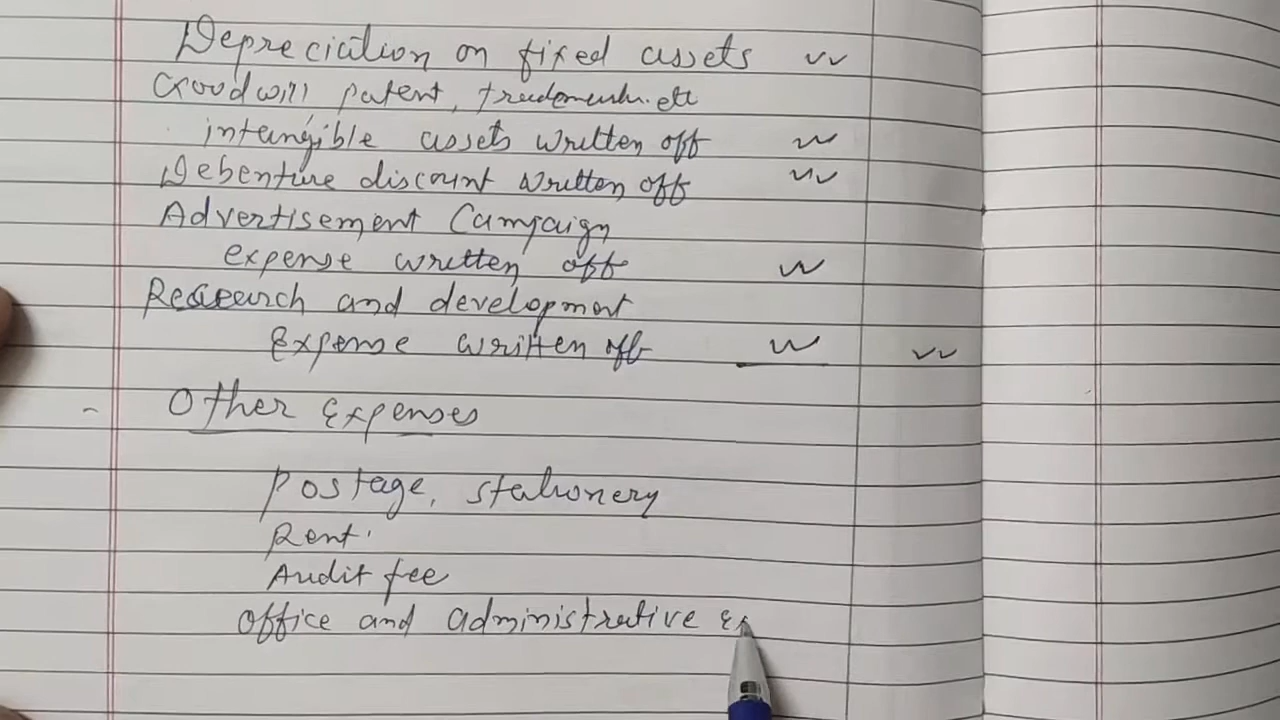 Depreciation on fixed assets ✓✓
Goodwill patent, trademark. etc
intangible assets written off ✓✓
Debenture discount written off ✓✓
Advertisement Campaign
expense written off ✓✓
Research and development
Expense written off ✓✓ ✓✓
- Other Expenses
Postage, stationery
Rent.
Audit fee
Office and administrative Ex